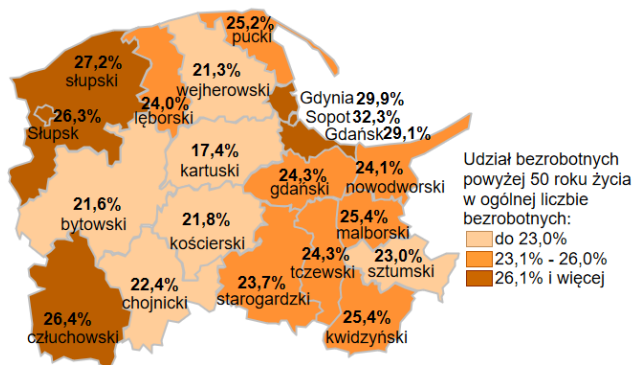 25,2%
pucki
27,2%
słupski
21,3%
wejherowski
Gdynia 29,9%
Sopot 32,3%
Gdańsk 29,1%
26,3%
Słupsk
24,0%
lęborski
17,4%
kartuski
24,3%
gdański
24,1%
nowodworski
21,6%
bytowski
21,8%
kościerski
25,4%
malborski
24,3%
tczewski
23,0%
sztumski
22,4%
chojnicki
23,7%
starogardzki
26,4%
człuchowski
25,4%
kwidzyński
Udział bezrobotnych
powyżej 50 roku życia
w ogólnej liczbie
bezrobotnych:
do 23,0%
23,1% - 26,0%
26,1% i więcej